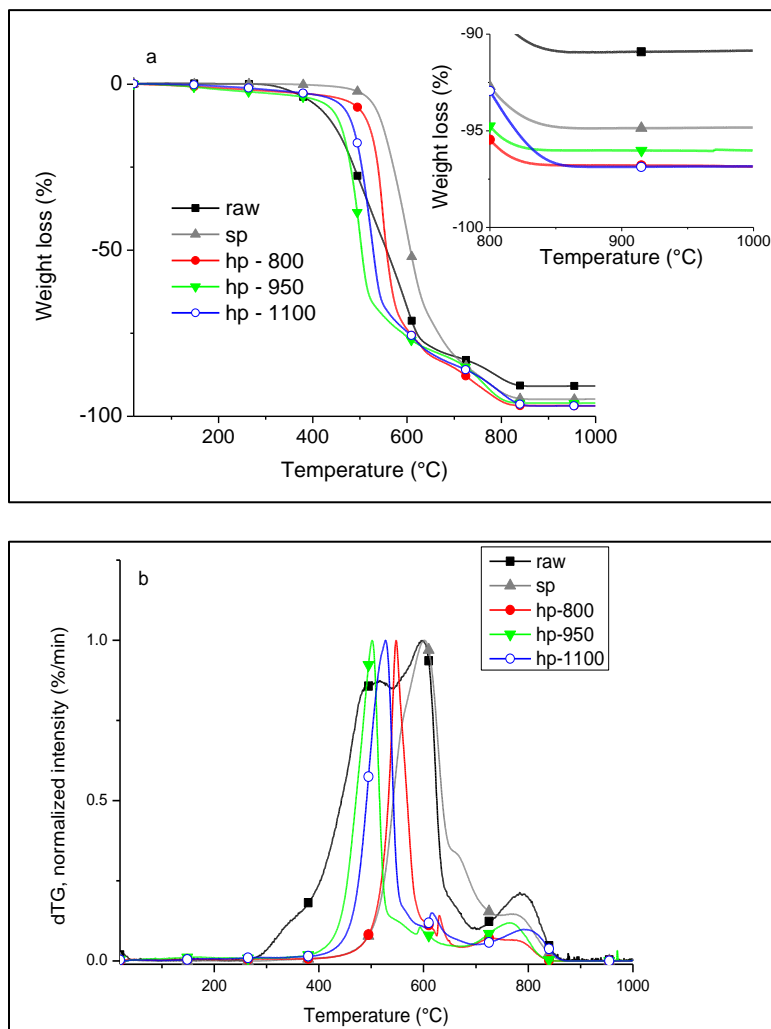 a
0
-50
-100
Weight loss (%)
200
400
600
800
1000
Temperature (°C)
raw
sp
hp - 800
hp - 950
hp - 1100
-90
-95
-100
Weight loss (%)
800
900
1000
Temperature (°C)
b
1.0
0.5
0.0
dTG, normalized intensity (%/min)
200
400
600
800
1000
Temperature (°C)
raw
sp
hp-800
hp-950
hp-1100